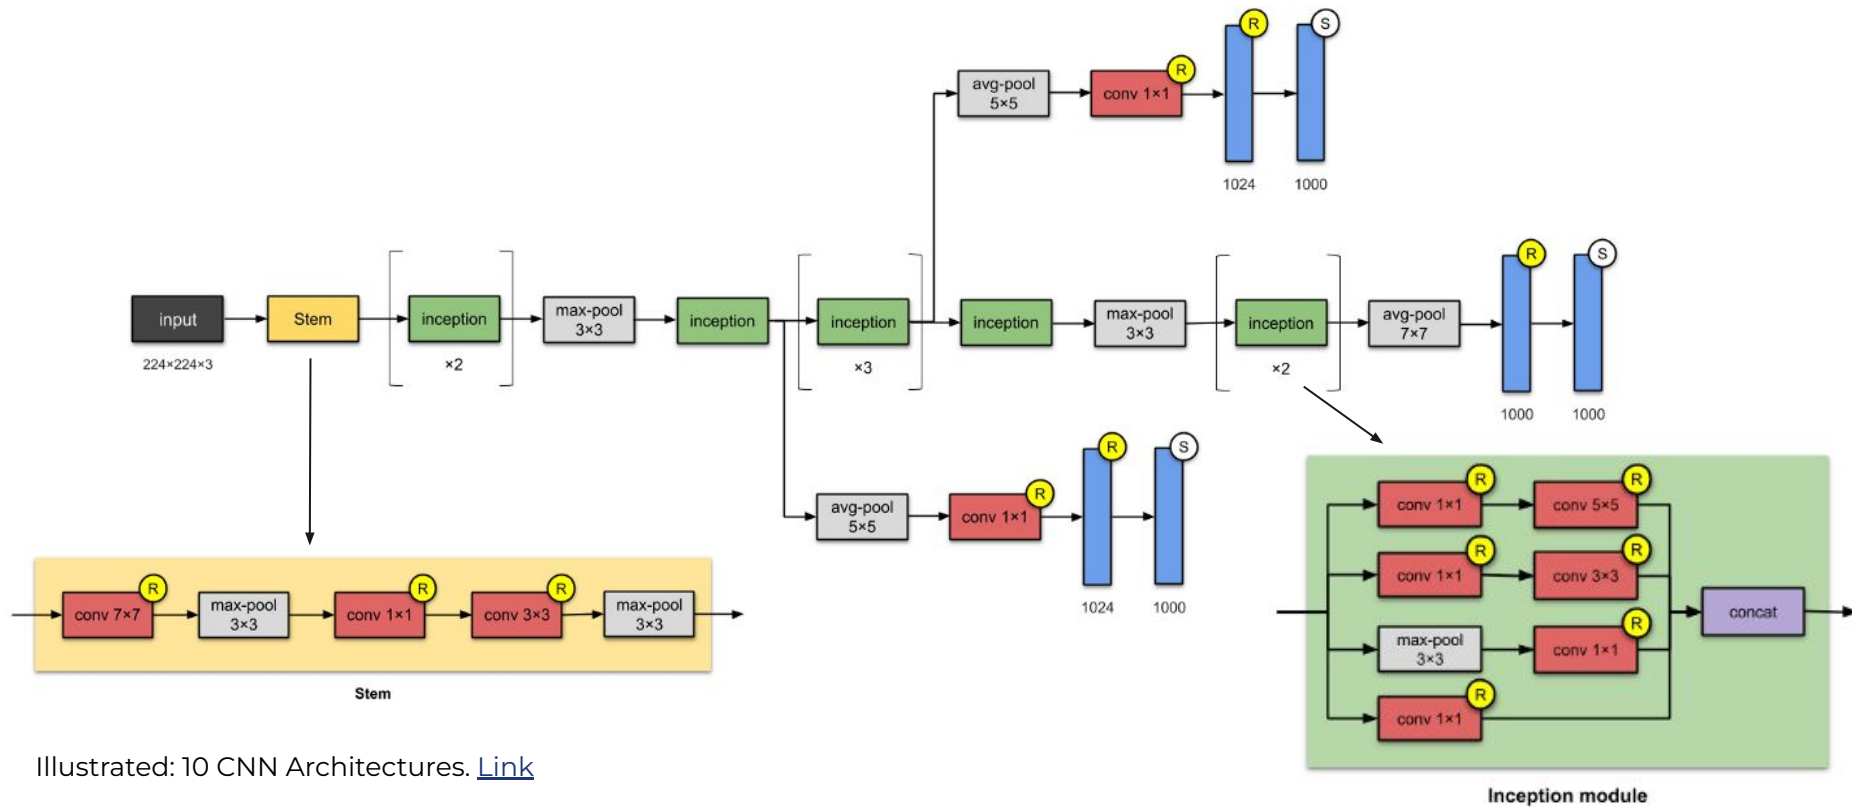 R
S
avg-pool
5×5
R
conv 1×1
1024
1000
input
224×224×3
Stem
inception
×2
max-pool
3×3
inception
inception
×3
inception
max-pool
3×3
inception
×2
avg-pool
7×7
R
S
1000
1000
avg-pool
5×5
R
conv 1×1
R
S
1024
1000
R
conv 7×7
max-pool
3×3
R
conv 1×1
R
conv 3×3
max-pool
3×3
Stem
R
conv 1×1
R
conv 5×5
R
conv 1×1
R
conv 3×3
max-pool
3×3
R
conv 1×1
R
conv 1×1
concat
Inception module
Illustrated: 10 CNN Architectures. Link